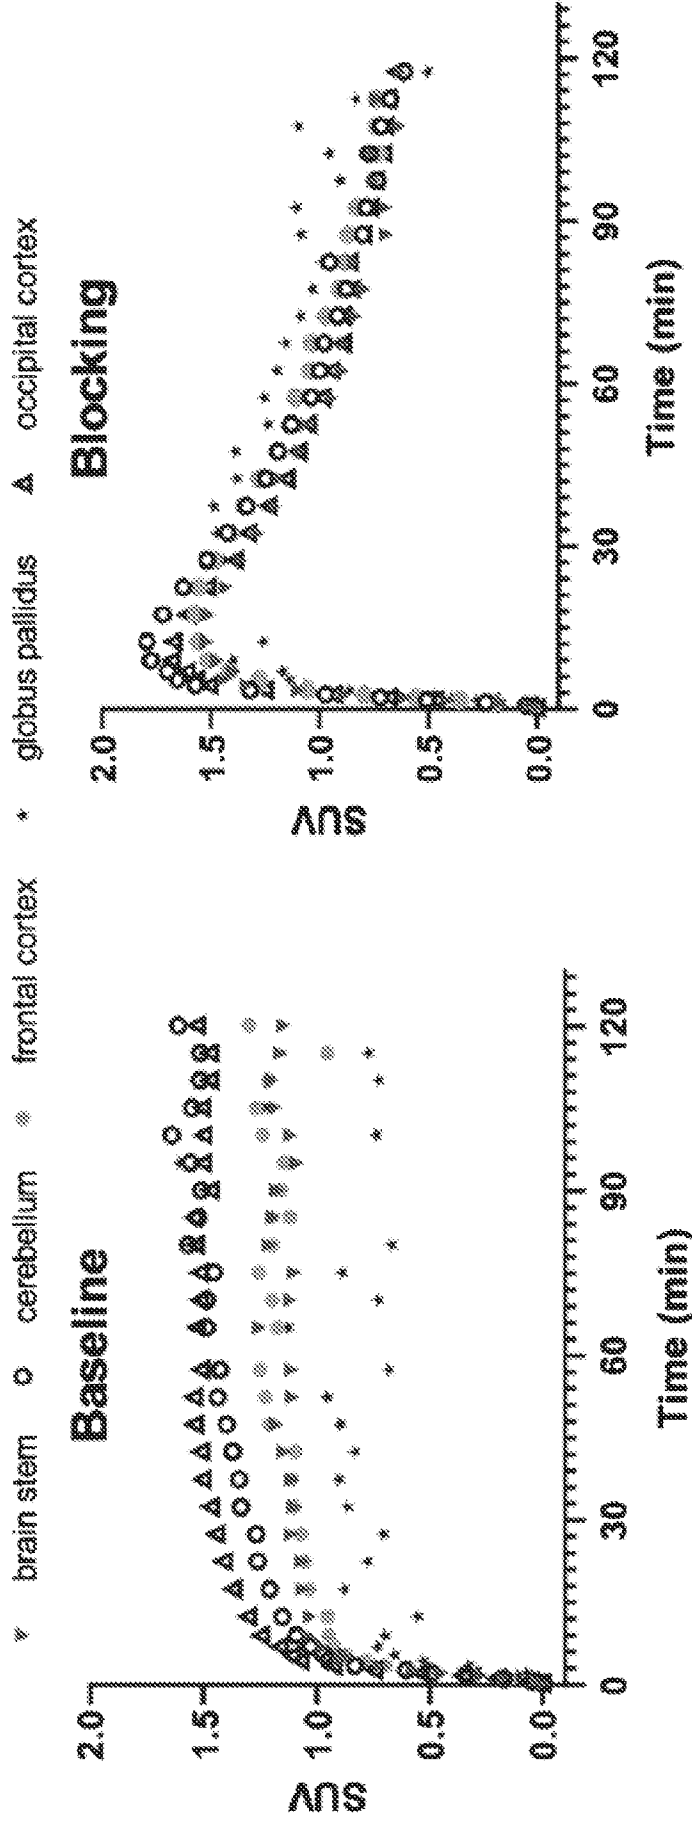 brain stem cerebellum frontal cortex globus pallidus occipital cortex
Baseline
SUV
2.0
1.5
1.0
0.5
0.0
0 30 60 90 120
Time (min)
Blocking
SUV
2.0
1.5
1.0
0.5
0.0
0 30 60 90 120
Time (min)